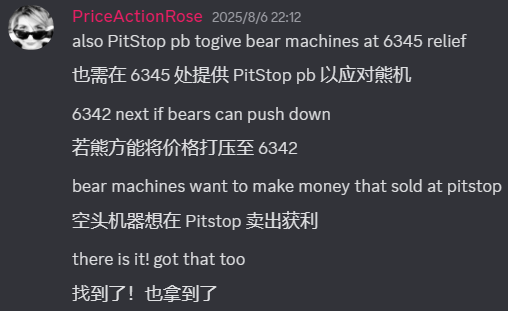 PriceActionRose 2025/8/6 22:12
also PitStop pb togive bear machines at 6345 relief
也需在 6345 处提供 PitStop pb 以应对熊机
6342 next if bears can push down
若熊方能将价格打压至 6342
bear machines want to make money that sold at pitstop
空头机器想在 Pitstop 卖出获利
there is it! got that too
找到了！也拿到了